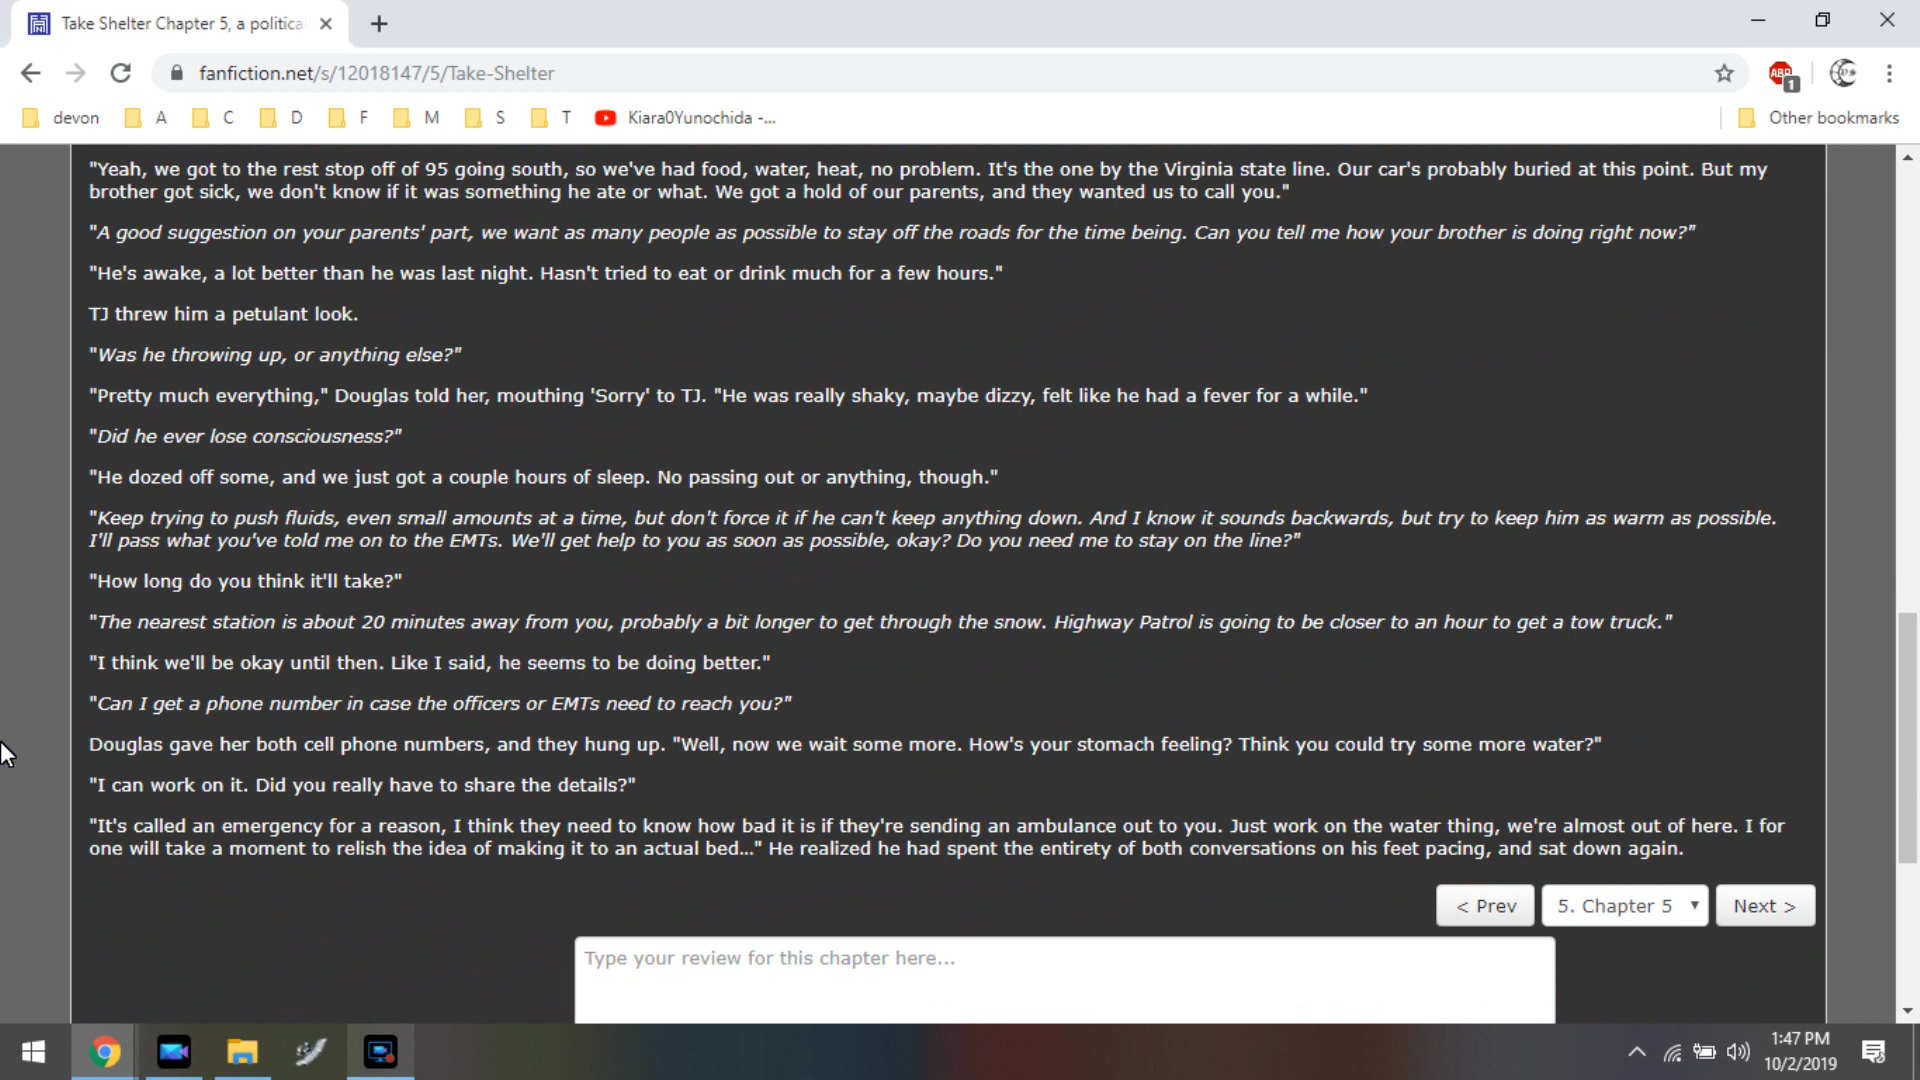 Take Shelter Chapter 5, a politica
fanfiction.net/s/12018147/5/Take-Shelter
ABP
1
devon A C D F M S T Kiara0Yunochida -... Other bookmarks
"Yeah, we got to the rest stop off of 95 going south, so we've had food, water, heat, no problem. It's the one by the Virginia state line. Our car's probably buried at this point. But my
brother got sick, we don't know if it was something he ate or what. We got a hold of our parents, and they wanted us to call you."
"A good suggestion on your parents' part, we want as many people as possible to stay off the roads for the time being. Can you tell me how your brother is doing right now?"
"He's awake, a lot better than he was last night. Hasn't tried to eat or drink much for a few hours."
TJ threw him a petulant look.
"Was he throwing up, or anything else?"
"Pretty much everything," Douglas told her, mouthing 'Sorry' to TJ. "He was really shaky, maybe dizzy, felt like he had a fever for a while."
"Did he ever lose consciousness?"
"He dozed off some, and we just got a couple hours of sleep. No passing out or anything, though."
"Keep trying to push fluids, even small amounts at a time, but don't force it if he can't keep anything down. And I know it sounds backwards, but try to keep him as warm as possible.
I'll pass what you've told me on to the EMTs. We'll get help to you as soon as possible, okay? Do you need me to stay on the line?"
"How long do you think it'll take?"
"The nearest station is about 20 minutes away from you, probably a bit longer to get through the snow. Highway Patrol is going to be closer to an hour to get a tow truck."
"I think we'll be okay until then. Like I said, he seems to be doing better."
"Can I get a phone number in case the officers or EMTs need to reach you?"
Douglas gave her both cell phone numbers, and they hung up. "Well, now we wait some more. How's your stomach feeling? Think you could try some more water?"
"I can work on it. Did you really have to share the details?"
"It's called an emergency for a reason, I think they need to know how bad it is if they're sending an ambulance out to you. Just work on the water thing, we're almost out of here. I for
one will take a moment to relish the idea of making it to an actual bed..." He realized he had spent the entirety of both conversations on his feet pacing, and sat down again.
< Prev 5. Chapter 5 Next >
Type your review for this chapter here...
1:47 PM
10/2/2019